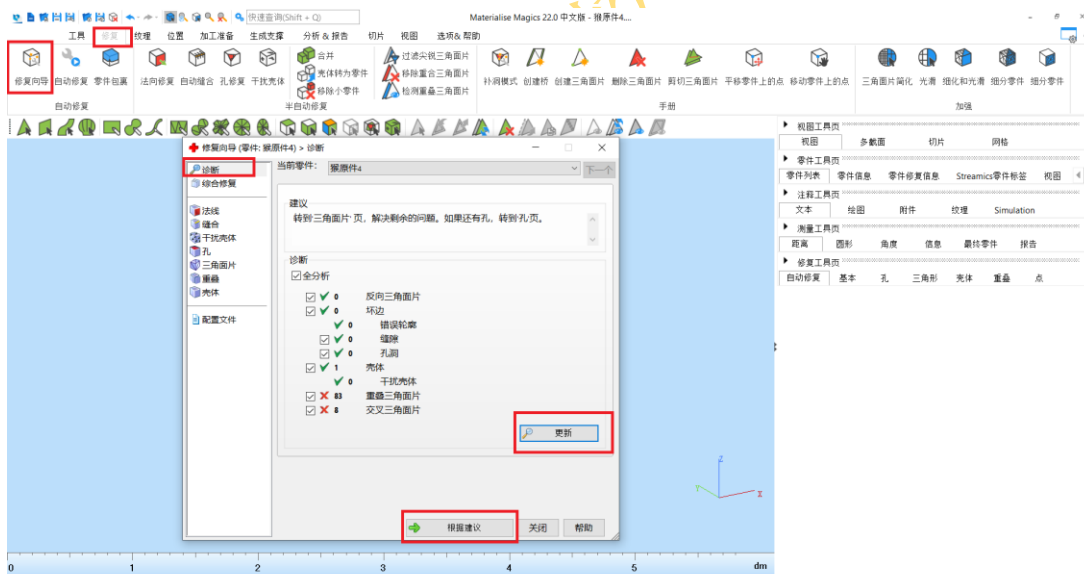 快速查询(Shift + Q)
Materialise Magics 22.0 中文版 - 猴原件4....
工具 修复 纹理 位置 加工准备 生成支撑 分析 & 报告 切片 视图 选项& 帮助
合并 过滤尖锐三角面片
壳体转为零件 移除重合三角面片
移除小零件 检测重叠三角面片
修复向导 自动修复 零件包裹 法向修复 自动缝合 孔修复 干扰壳体 补洞模式 创建桥 创建三角面片 删除三角面片 剪切三角面片 平移零件上的点 移动零件上的点 三角面片简化 光滑 细化和光滑 细分零件 细分零件
自动修复 半自动修复 手册 加强
修复向导 (零件: 猴原件4) > 诊断
诊断
综合修复
法线
缝合
干扰壳体
孔
三角面片
重叠
壳体
配置文件
当前零件: 猴原件4 下一个
建议
转到'三角面片' 页，解决剩余的问题。如果还有孔，转到'孔'页。
诊断
全分析
0 反向三角面片
0 坏边
0 错误轮廓
0 缝隙
0 孔洞
1 壳体
0 干扰壳体
83 重叠三角面片
8 交叉三角面片
更新
根据建议 关闭 帮助
视图工具页
视图 多截面 切片 网格
零件工具页
零件列表 零件信息 零件修复信息 Streamics零件标签 视图
注释工具页
文本 绘图 附件 纹理 Simulation
测量工具页
距离 圆形 角度 信息 最终零件 报告
修复工具页
自动修复 基本 孔 三角形 壳体 重叠 点
Z
Y
X
0 1 2 3 4 5 dm